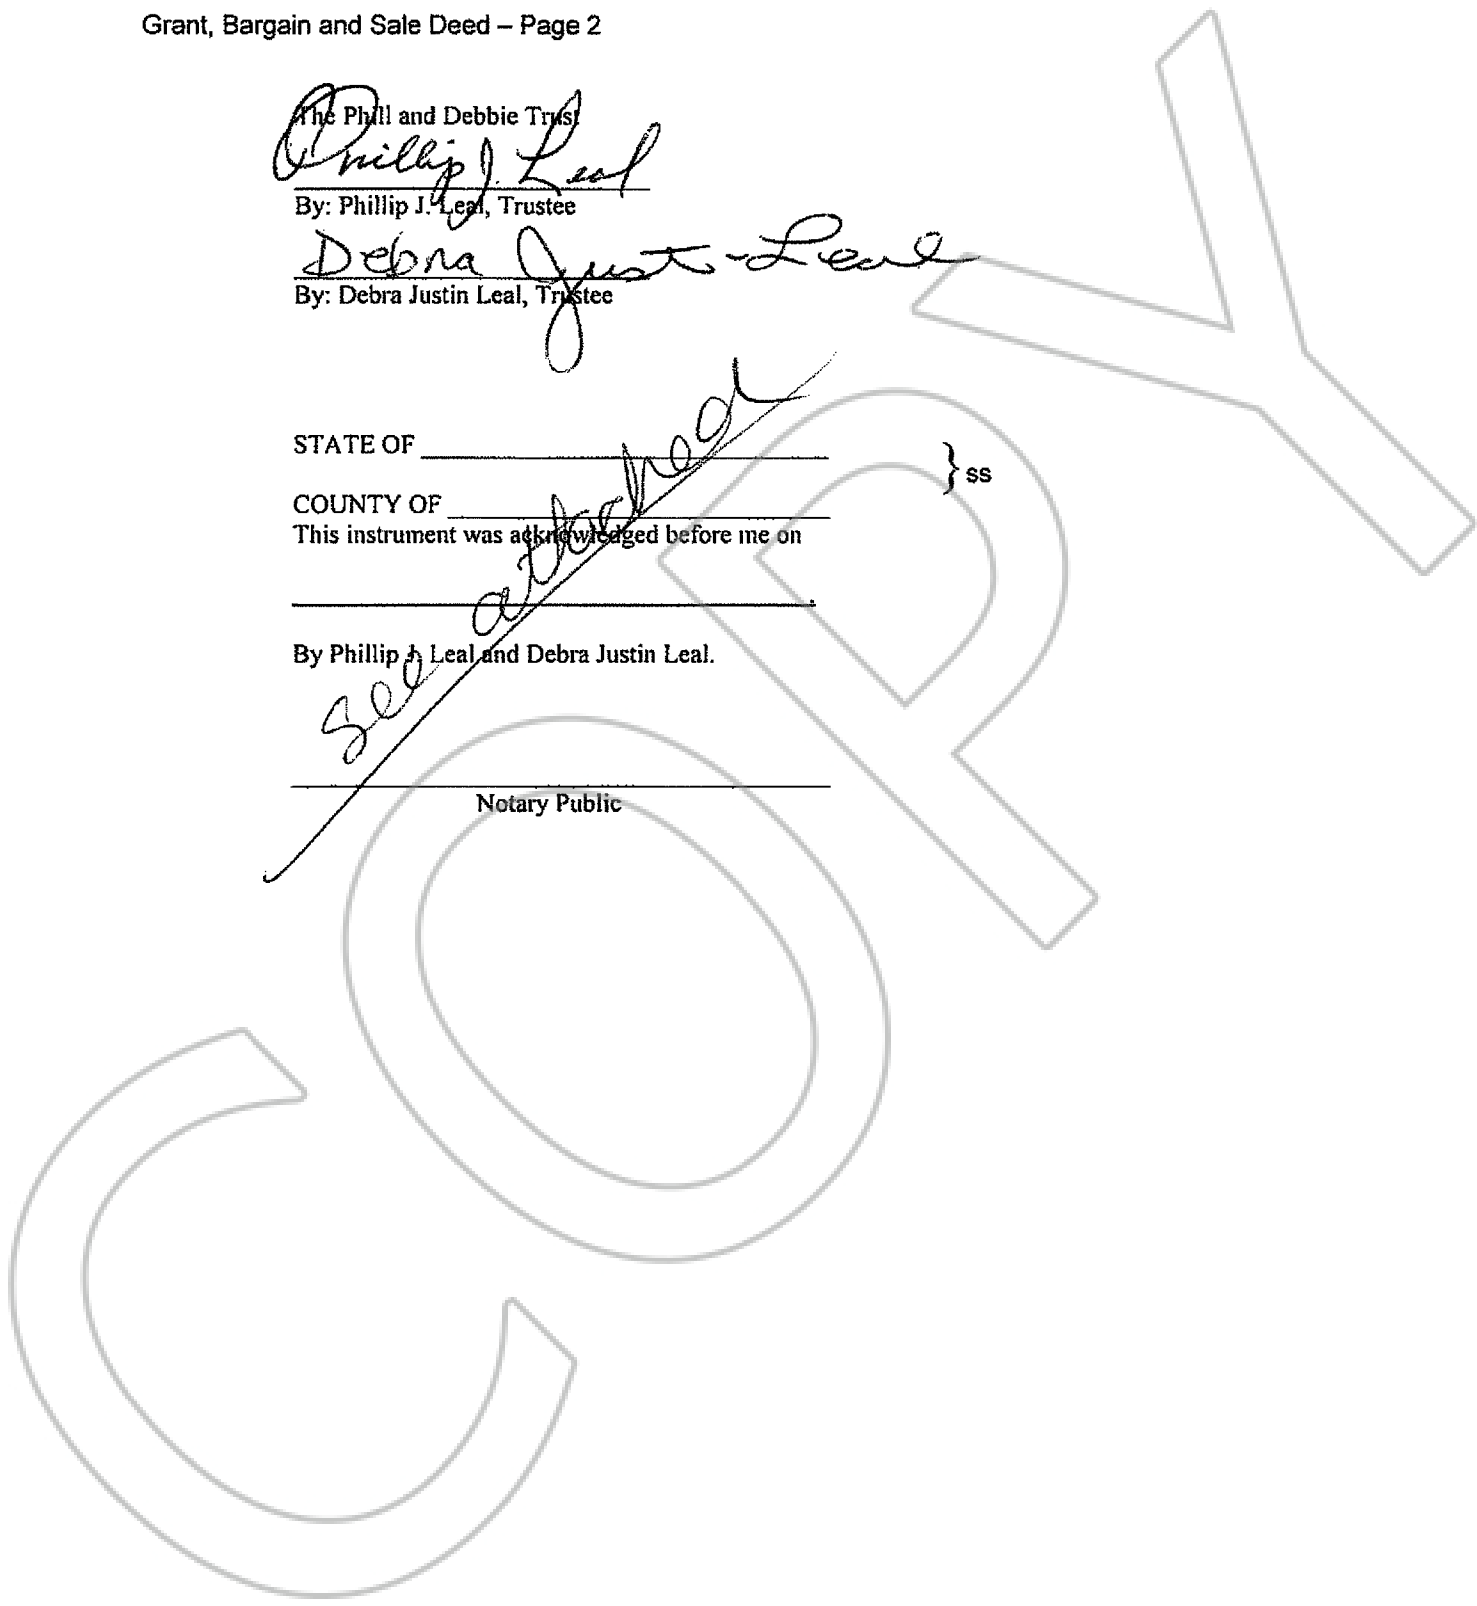 Grant, Bargain and Sale Deed – Page 2
The Phill and Debbie Trust
Phillip J. Leal
By: Phillip J. Leal, Trustee
Debra Just-Leal
By: Debra Justin Leal, Trustee
STATE OF
} ss
COUNTY OF
This instrument was acknowledged before me on
.
By Phillip J. Leal and Debra Justin Leal.
see attached
Notary Public
COPY